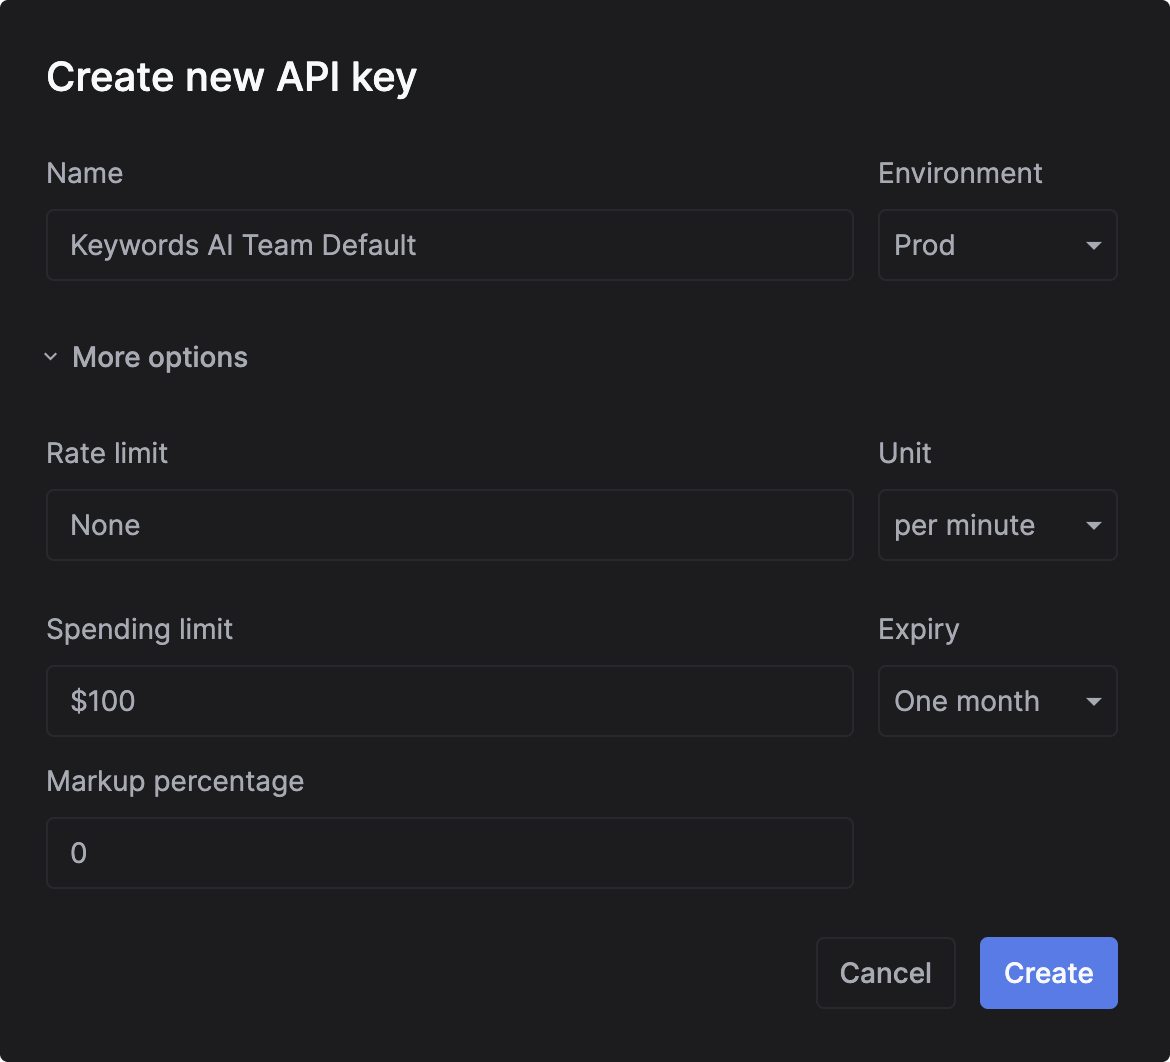 Create new API key
Name
Environment
Keywords AI Team Default
Prod
More options
Rate limit
Unit
None
per minute
Spending limit
Expiry
$100
One month
Markup percentage
0
Cancel
Create